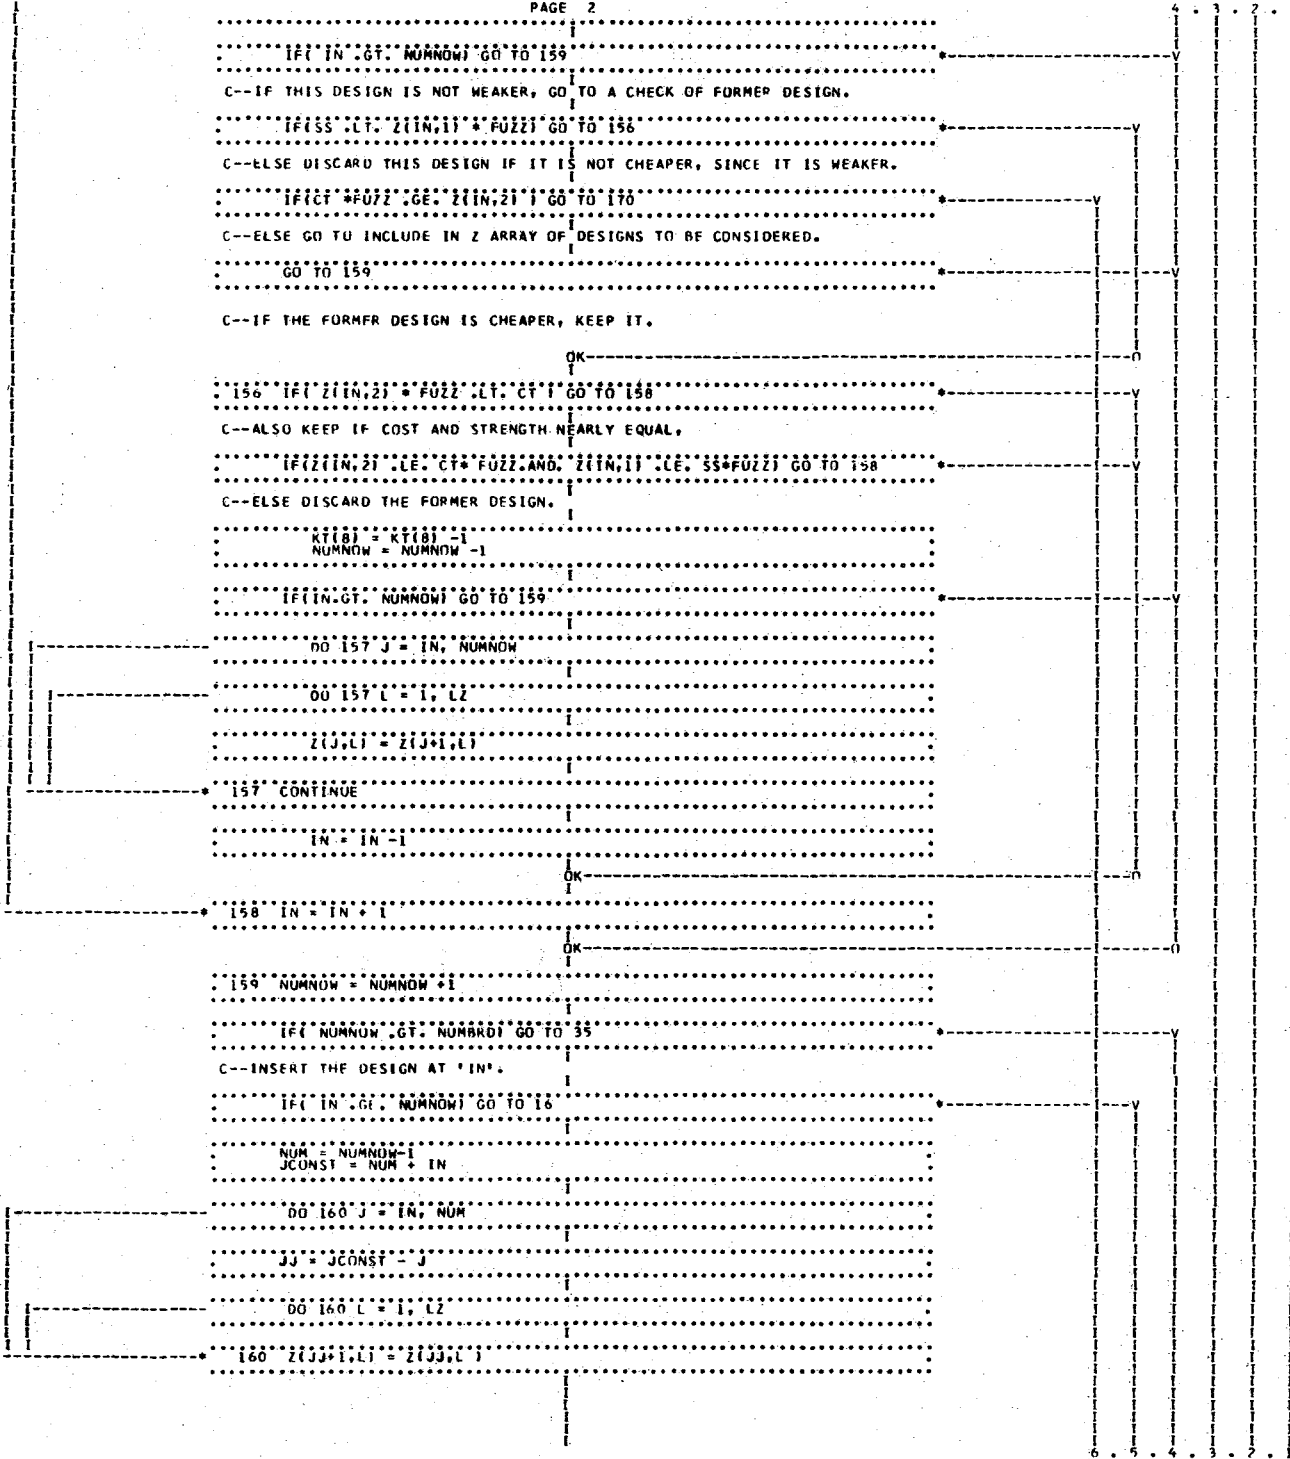 PAGE 2
4 . 3 . 2 .
IF( IN .GT. NUMNOW) GO TO 159
C--IF THIS DESIGN IS NOT WEAKER, GO TO A CHECK OF FORMER DESIGN.
IF(SS .LT. Z(IN,1) * FUZZ) GO TO 156
C--ELSE DISCARD THIS DESIGN IF IT IS NOT CHEAPER, SINCE IT IS WEAKER.
IF(CT *FUZZ .GE. Z(IN,2) ) GO TO 170
C--ELSE GO TO INCLUDE IN Z ARRAY OF DESIGNS TO BE CONSIDERED.
GO TO 159
C--IF THE FORMER DESIGN IS CHEAPER, KEEP IT.
OK
156 IF( Z(IN,2) * FUZZ .LT. CT ) GO TO 158
C--ALSO KEEP IF COST AND STRENGTH NEARLY EQUAL,
IF(Z(IN,2) .LE. CT* FUZZ.AND. Z(IN,1) .LE. SS*FUZZ) GO TO 158
C--ELSE DISCARD THE FORMER DESIGN.
KT(8) = KT(8) -1
NUMNOW = NUMNOW -1
IF(IN.GT. NUMNOW) GO TO 159
DO 157 J = IN, NUMNOW
DO 157 L = 1, LZ
Z(J,L) = Z(J+1,L)
157 CONTINUE
IN = IN -1
OK
158 IN = IN + 1
OK
159 NUMNOW = NUMNOW +1
IF( NUMNOW .GT. NUMBRD) GO TO 35
C--INSERT THE DESIGN AT 'IN'.
IF( IN .GE. NUMNOW) GO TO 16
NUM = NUMNOW-1
JCONST = NUM + IN
DO 160 J = IN, NUM
JJ = JCONST - J
DO 160 L = 1, LZ
160 Z(JJ+1,L) = Z(JJ,L )
6 . 5 . 4 . 3 . 2 . 1